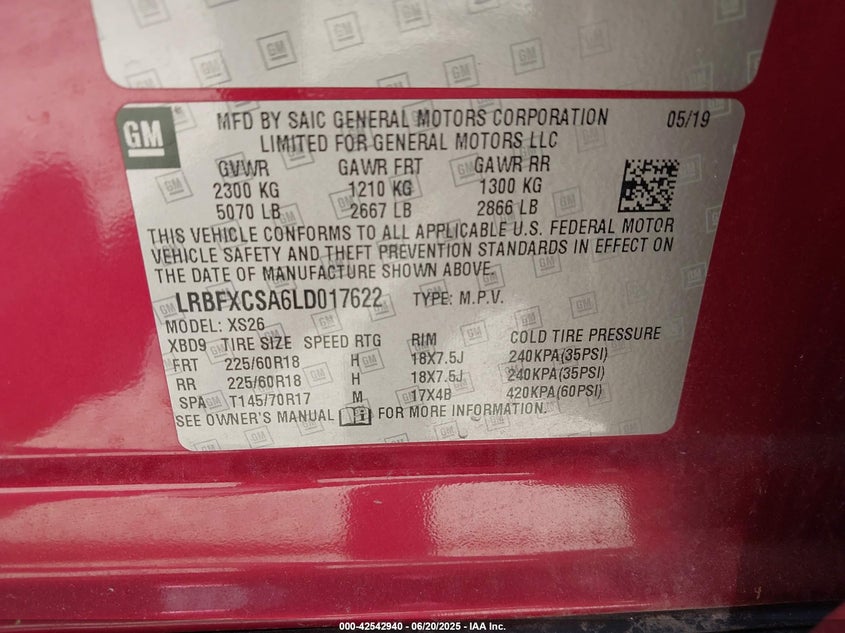 GM
MFD BY SAIC GENERAL MOTORS CORPORATION 05/19
LIMITED FOR GENERAL MOTORS LLC
GVWR GAWR FRT GAWR RR
2300 KG 1210 KG 1300 KG
5070 LB 2667 LB 2866 LB
THIS VEHICLE CONFORMS TO ALL APPLICABLE U.S. FEDERAL MOTOR
VEHICLE SAFETY AND THEFT PREVENTION STANDARDS IN EFFECT ON
THE DATE OF MANUFACTURE SHOWN ABOVE.
LRBFXCSA6LD017622 TYPE: M.P.V.
MODEL: XS26
XBD9 TIRE SIZE SPEED RTG RIM COLD TIRE PRESSURE
FRT 225/60R18 H 18X7.5J 240KPA(35PSI)
RR 225/60R18 H 18X7.5J 240KPA(35PSI)
SPA T145/70R17 M 17X4B 420KPA(60PSI)
SEE OWNER'S MANUAL FOR MORE INFORMATION.
000-42542940 - 06/20/2025 - IAA Inc.